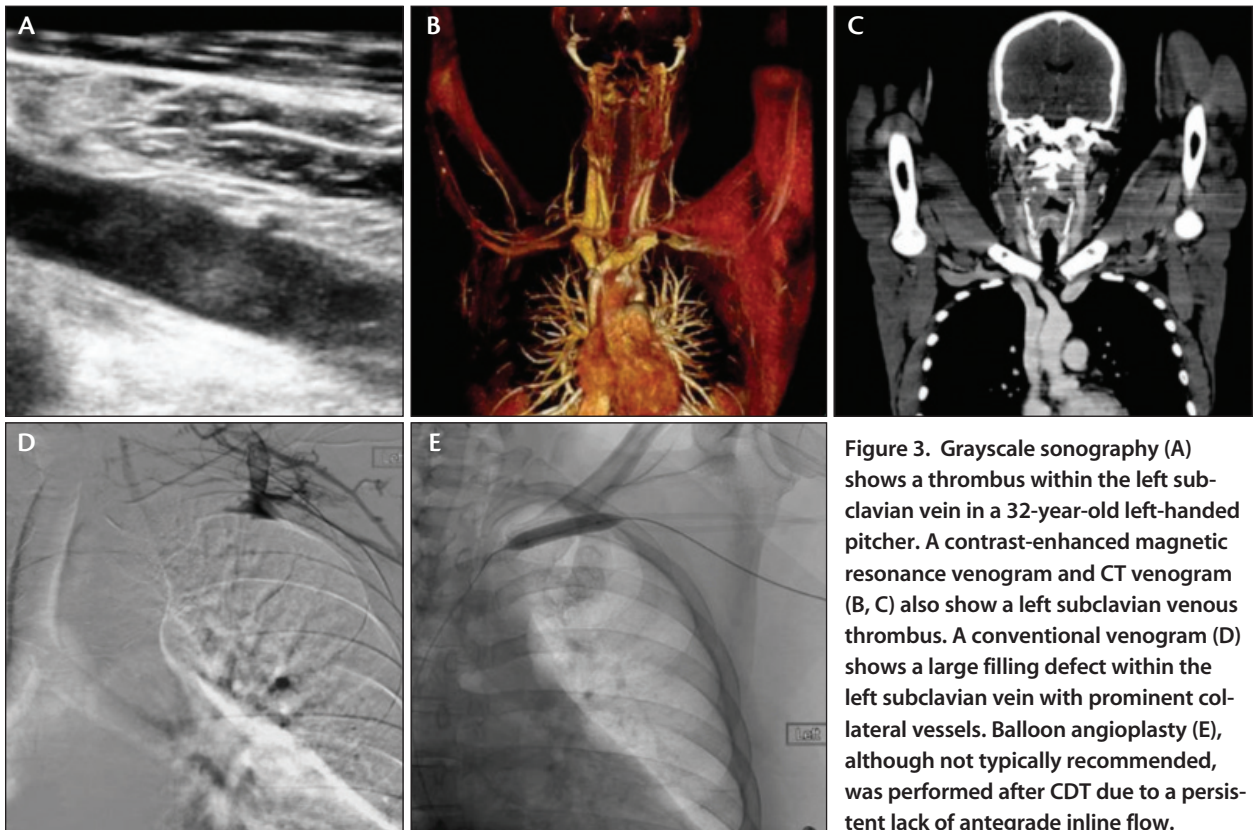 A
B
C
D
Left
E
Left
Figure 3. Grayscale sonography (A)
shows a thrombus within the left sub-
clavian vein in a 32-year-old left-handed
pitcher. A contrast-enhanced magnetic
resonance venogram and CT venogram
(B, C) also show a left subclavian venous
thrombus. A conventional venogram (D)
shows a large filling defect within the
left subclavian vein with prominent col-
lateral vessels. Balloon angioplasty (E),
although not typically recommended,
was performed after CDT due to a persis-
tent lack of antegrade inline flow.